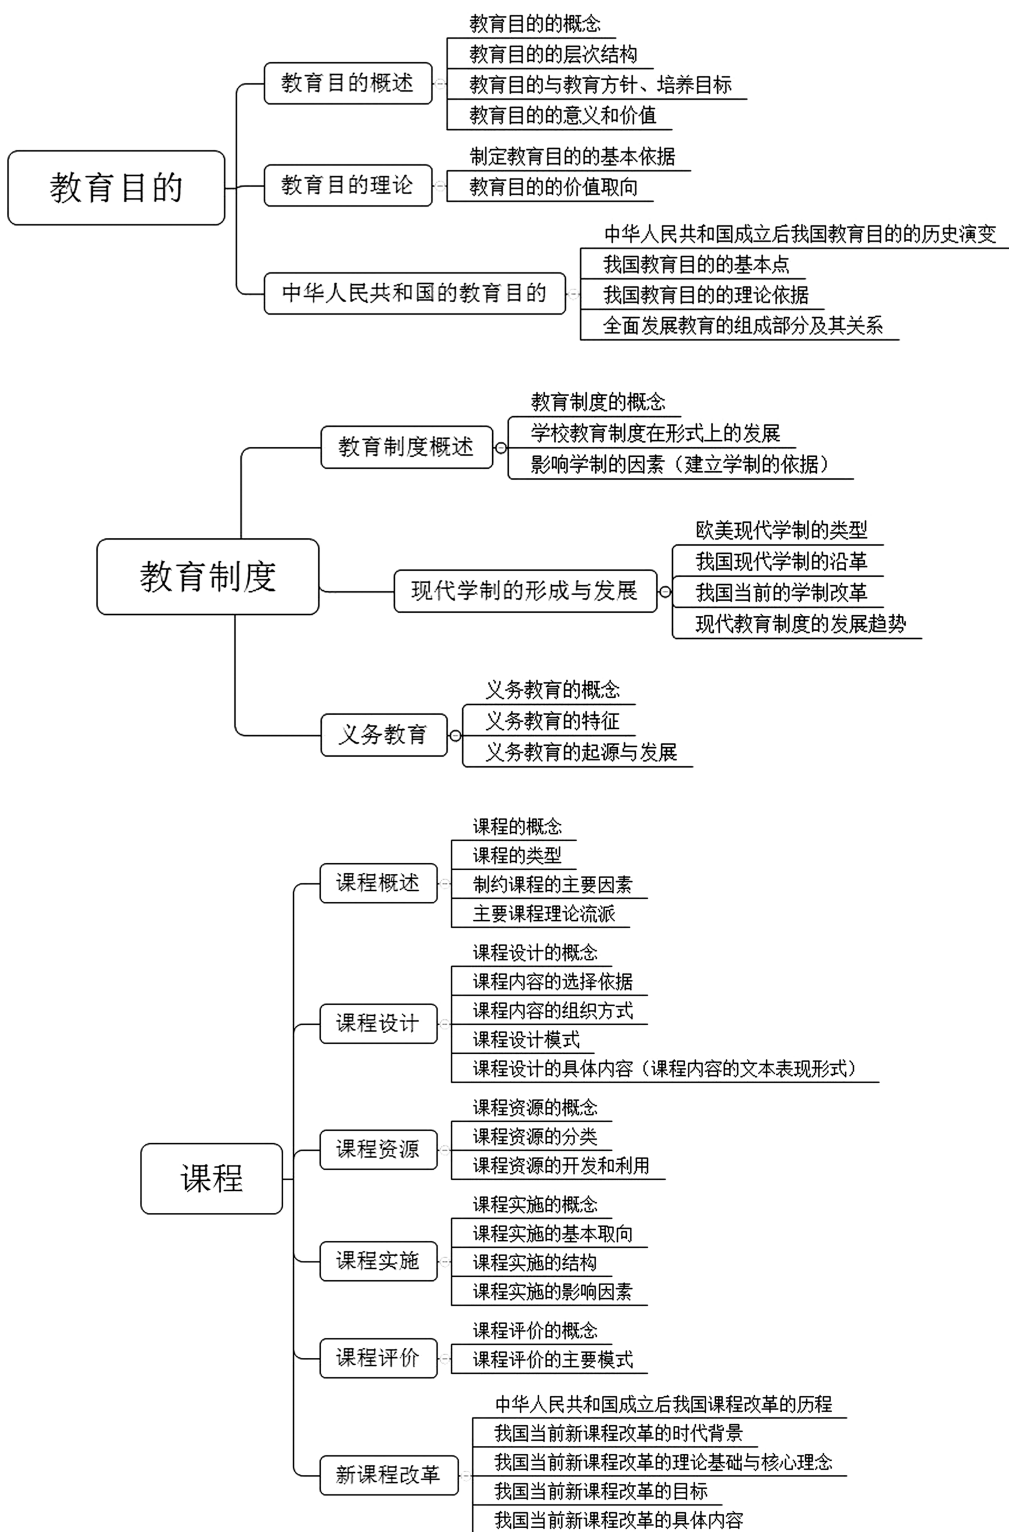 教育目的
教育目的概述
教育目的的概念
教育目的的层次结构
教育目的与教育方针、培养目标
教育目的的意义和价值
教育目的理论
制定教育目的的基本依据
教育目的的价值取向
中华人民共和国的教育目的
中华人民共和国成立后我国教育目的的历史演变
我国教育目的的基本点
我国教育目的的理论依据
全面发展教育的组成部分及其关系
教育制度
教育制度概述
教育制度的概念
学校教育制度在形式上的发展
影响学制的因素（建立学制的依据）
现代学制的形成与发展
欧美现代学制的类型
我国现代学制的沿革
我国当前的学制改革
现代教育制度的发展趋势
义务教育
义务教育的概念
义务教育的特征
义务教育的起源与发展
课程
课程概述
课程的概念
课程的类型
制约课程的主要因素
主要课程理论流派
课程设计
课程设计的概念
课程内容的选择依据
课程内容的组织方式
课程设计模式
课程设计的具体内容（课程内容的文本表现形式）
课程资源
课程资源的概念
课程资源的分类
课程资源的开发和利用
课程实施
课程实施的概念
课程实施的基本取向
课程实施的结构
课程实施的影响因素
课程评价
课程评价的概念
课程评价的主要模式
新课程改革
中华人民共和国成立后我国课程改革的历程
我国当前新课程改革的时代背景
我国当前新课程改革的理论基础与核心理念
我国当前新课程改革的目标
我国当前新课程改革的具体内容